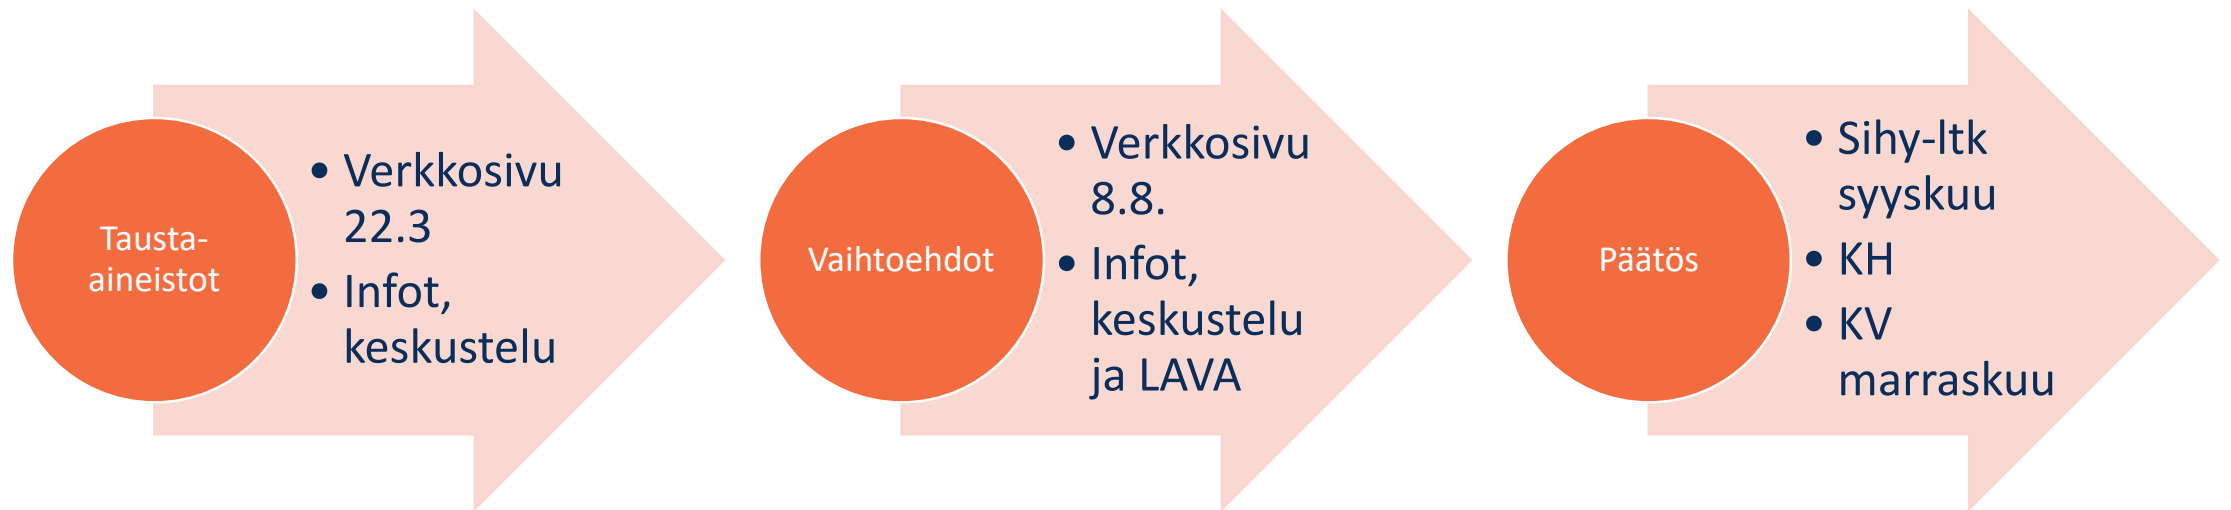 Tausta-
aineistot
• Verkkosivu
22.3
• Infot,
keskustelu
Vaihtoehdot
• Verkkosivu
8.8.
• Infot,
keskustelu
ja LAVA
Päätös
• Sihy-ltk
syyskuu
• KH
• KV
marraskuu